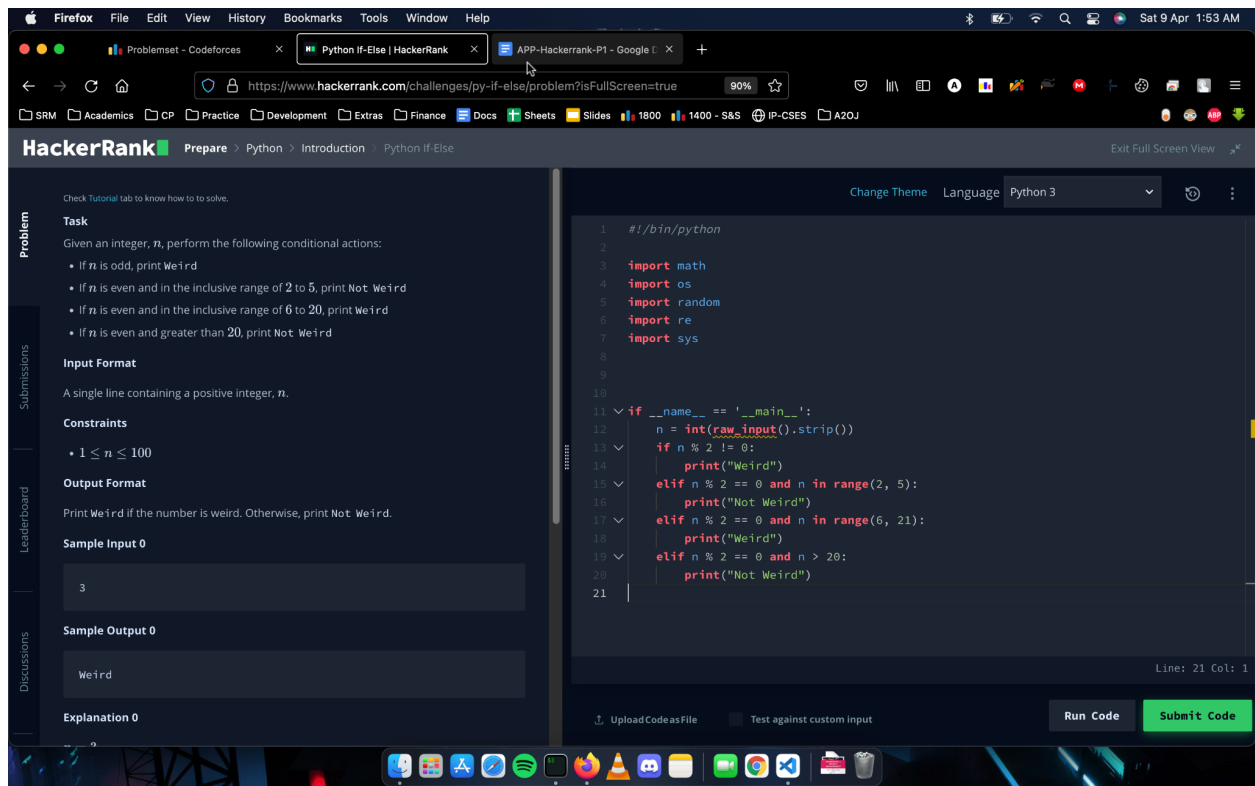 Firefox File Edit View History Bookmarks Tools Window Help Sat 9 Apr 1:53 AM
Problemset - Codeforces × Python If-Else | HackerRank × APP-Hackerrank-P1 - Google D × +
https://www.hackerrank.com/challenges/py-if-else/problem?isFullScreen=true 90%
SRM Academics CP Practice Development Extras Finance Docs Sheets Slides 1800 1400 - S&S IP-CSES A2OJ ABP
HackerRank Prepare > Python > Introduction > Python If-Else Exit Full Screen View
Problem
Submissions
Leaderboard
Discussions
Check Tutorial tab to know how to to solve.
Task
Given an integer, n, perform the following conditional actions:
• If n is odd, print Weird
• If n is even and in the inclusive range of 2 to 5, print Not Weird
• If n is even and in the inclusive range of 6 to 20, print Weird
• If n is even and greater than 20, print Not Weird
Input Format
A single line containing a positive integer, n.
Constraints
• 1 ≤ n ≤ 100
Output Format
Print Weird if the number is weird. Otherwise, print Not Weird.
Sample Input 0
3
Sample Output 0
Weird
Explanation 0
Change Theme Language Python 3
1 #!/bin/python
2
3 import math
4 import os
5 import random
6 import re
7 import sys
8
9
10
11 if __name__ == '__main__':
12 n = int(raw_input().strip())
13 if n % 2 != 0:
14 print("Weird")
15 elif n % 2 == 0 and n in range(2, 5):
16 print("Not Weird")
17 elif n % 2 == 0 and n in range(6, 21):
18 print("Weird")
19 elif n % 2 == 0 and n > 20:
20 print("Not Weird")
21
Line: 21 Col: 1
Upload Code as File Test against custom input Run Code Submit Code